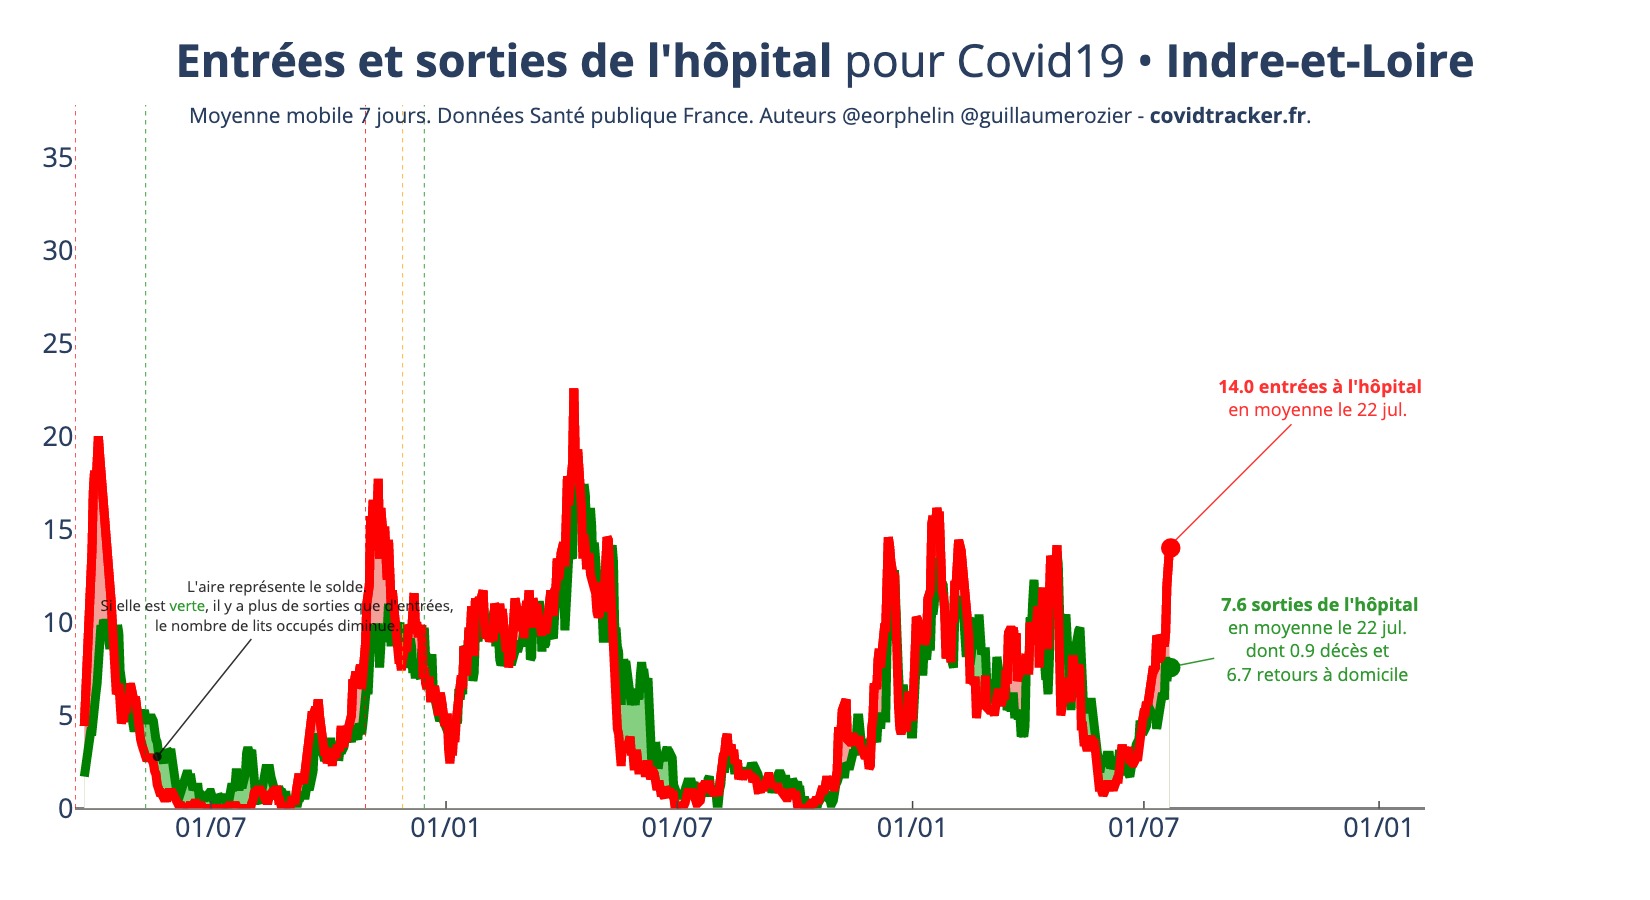 Entrées et sorties de l'hôpital pour Covid19 • Indre-et-Loire
Moyenne mobile 7 jours. Données Santé publique France. Auteurs @eorphelin @guillaumerozier - covidtracker.fr.
35
30
25
20
15
10
5
0
14.0 entrées à l'hôpital
en moyenne le 22 jul.
L'aire représente le solde.
Si elle est verte, il y a plus de sorties que d'entrées,
le nombre de lits occupés diminue.
7.6 sorties de l'hôpital
en moyenne le 22 jul.
dont 0.9 décès et
6.7 retours à domicile
01/07
01/01
01/07
01/01
01/07
01/01